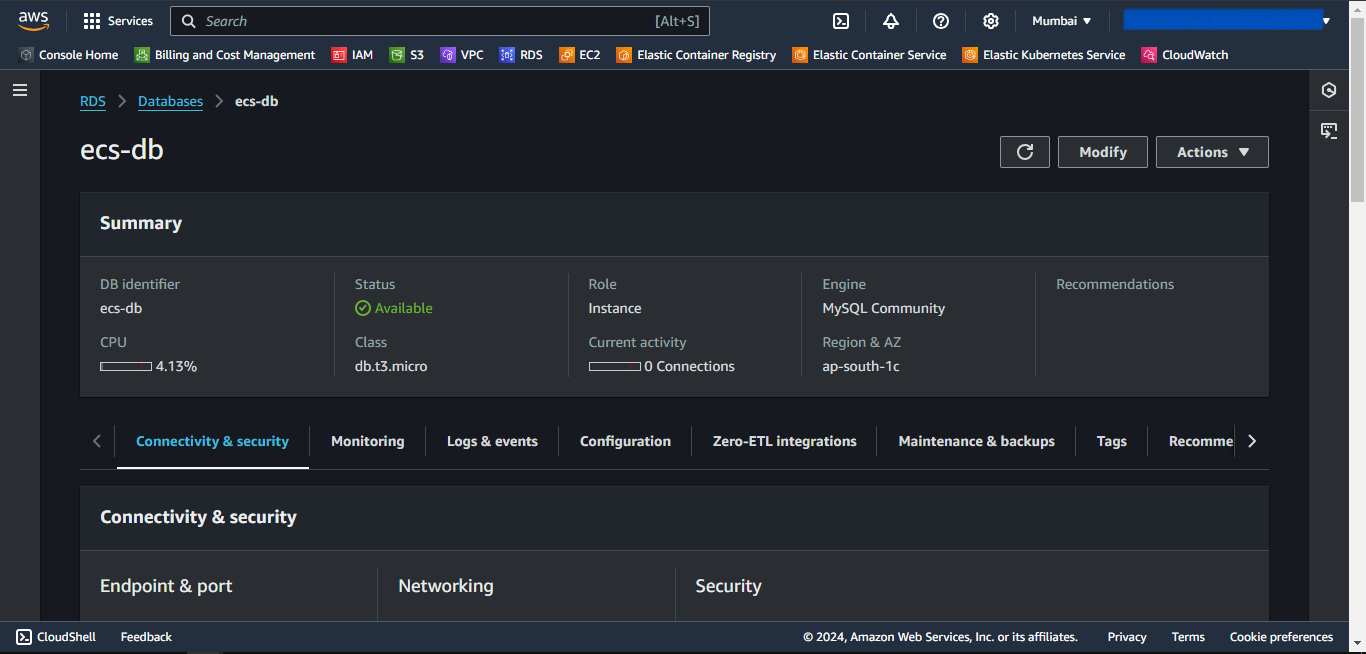 aws Services Search [Alt+S] Mumbai
Console Home Billing and Cost Management IAM S3 VPC RDS EC2 Elastic Container Registry Elastic Container Service Elastic Kubernetes Service CloudWatch
RDS Databases ecs-db
ecs-db
Modify Actions
Summary
DB identifier Status Role Engine Recommendations
ecs-db Available Instance MySQL Community
CPU Class Current activity Region & AZ
4.13% db.t3.micro 0 Connections ap-south-1c
Connectivity & security Monitoring Logs & events Configuration Zero-ETL integrations Maintenance & backups Tags Recomme
Connectivity & security
Endpoint & port Networking Security
CloudShell Feedback © 2024, Amazon Web Services, Inc. or its affiliates. Privacy Terms Cookie preferences